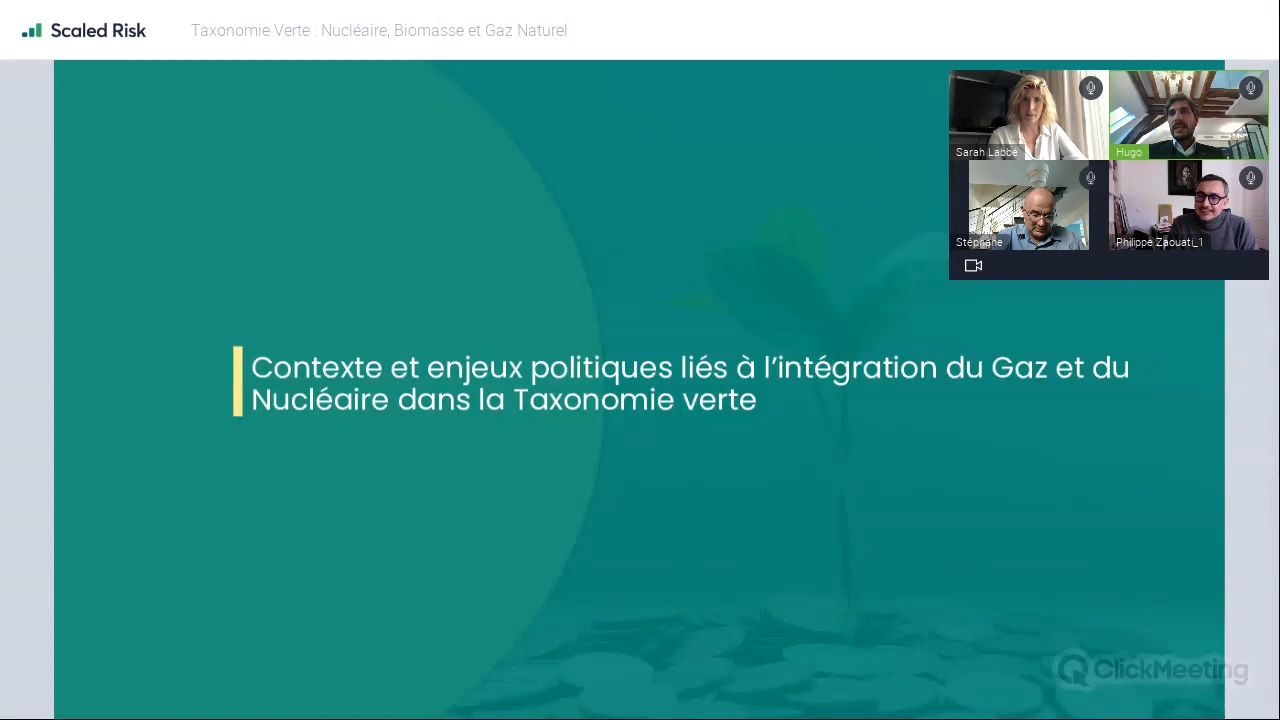 Scaled Risk
Taxonomie Verte : Nucléaire, Biomasse et Gaz Naturel
Sarah Labbé
Hugo
Stéphane
Philippe Zaouati_1
Contexte et enjeux politiques liés à l’intégration du Gaz et du
Nucléaire dans la Taxonomie verte
ClickMeeting